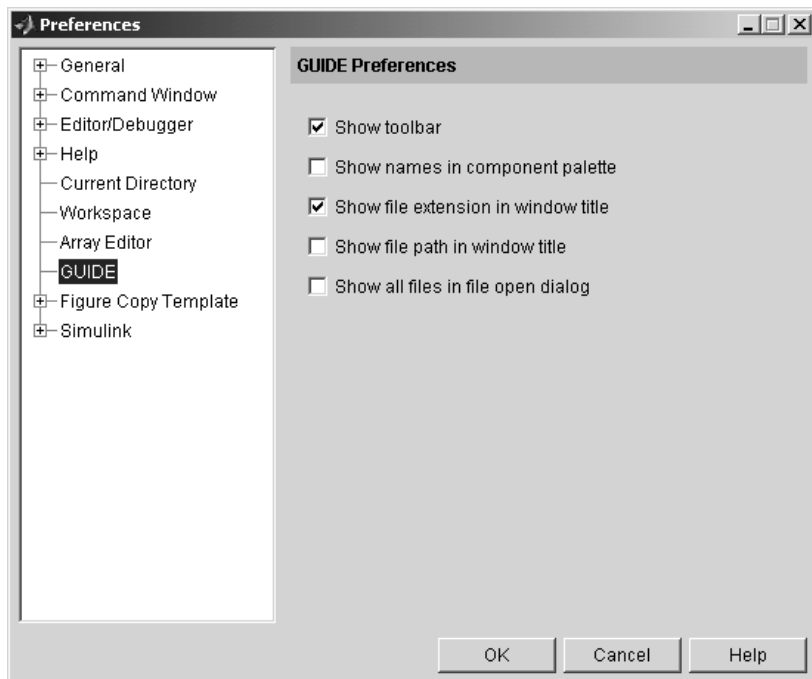 Preferences
General
Command Window
Editor/Debugger
Help
Current Directory
Workspace
Array Editor
GUIDE
Figure Copy Template
Simulink
GUIDE Preferences
Show toolbar
Show names in component palette
Show file extension in window title
Show file path in window title
Show all files in file open dialog
OK Cancel Help